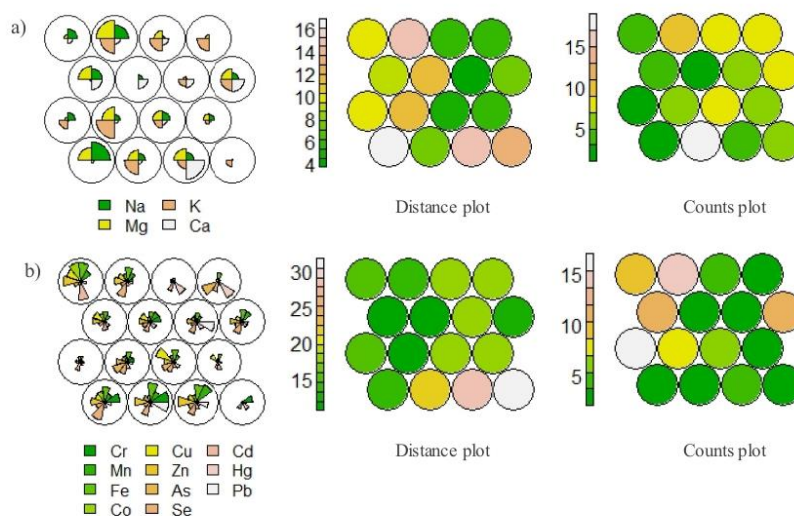 a)
16
14
12
10
8
6
4
15
10
5
Na
K
Mg
Ca
Distance plot
Counts plot
b)
30
25
20
15
15
10
5
Cr
Cu
Cd
Mn
Zn
Hg
Fe
As
Pb
Co
Se
Distance plot
Counts plot